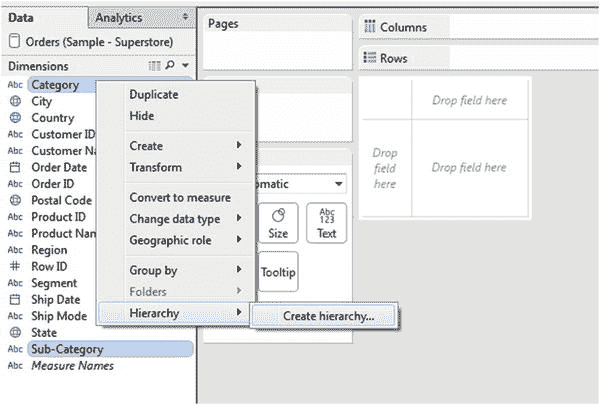 Data
Analytics
Orders (Sample - Superstore)
Dimensions
Abc Category
City
Country
Abc Customer ID
Abc Customer Na
Order Date
Abc Order ID
Postal Code
Abc Product ID
Abc Product Nam
Abc Region
# Row ID
Abc Segment
Ship Date
Abc Ship Mode
State
Abc Sub-Category
Abc Measure Names
Duplicate
Hide
Create
Transform
Convert to measure
Change data type
Geographic role
Group by
Folders
Hierarchy
Create hierarchy...
Pages
omatic
Size
Abc
123
Text
Tooltip
Columns
Rows
Drop field here
Drop
field
here
Drop field here